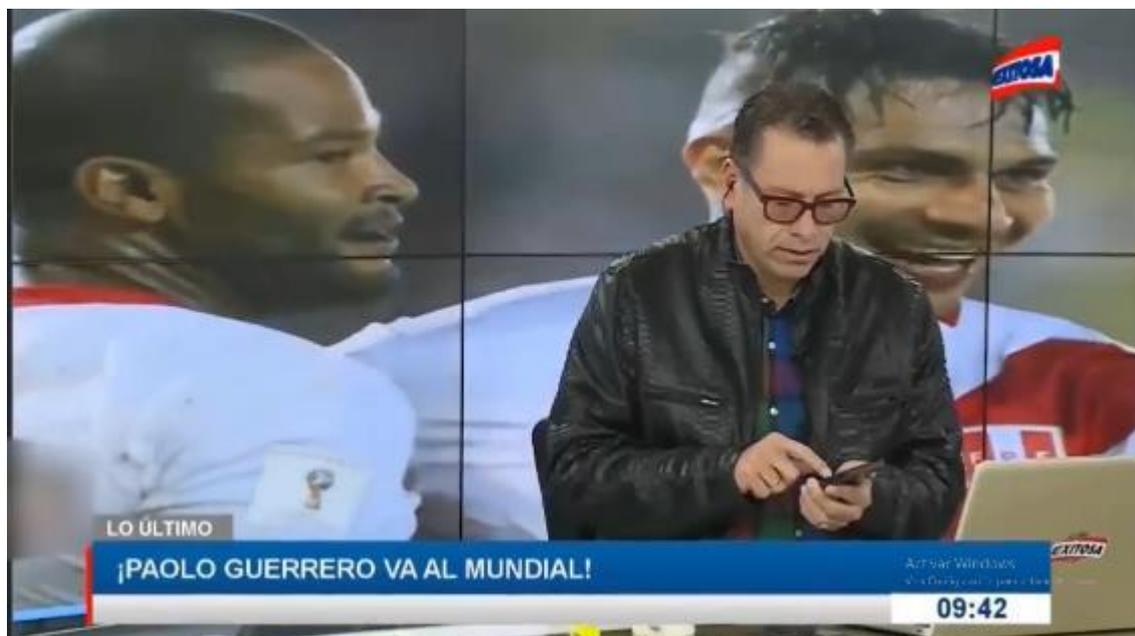 EXITOSA
LO ÚLTIMO
¡PAOLO GUERRERO VA AL MUNDIAL!
Activar Windows
EXITOSA
09:42